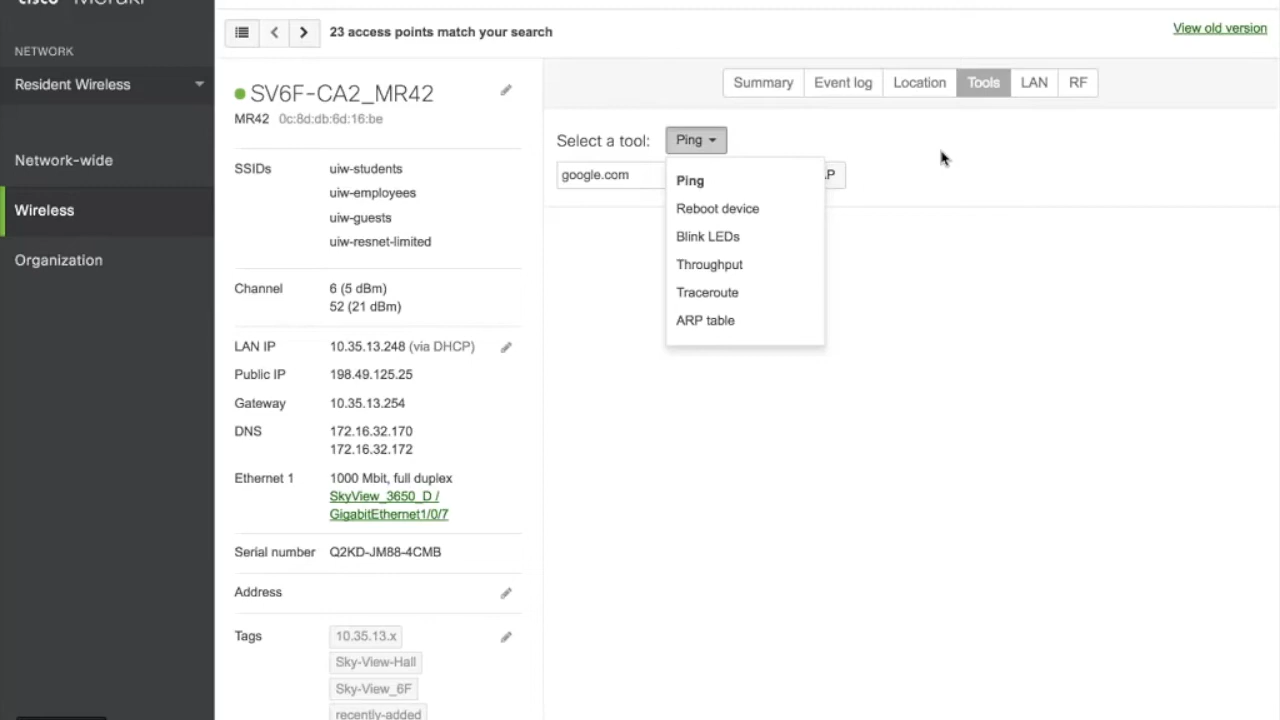 cisco Meraki
NETWORK
Resident Wireless
Network-wide
Wireless
Organization
23 access points match your search
View old version
SV6F-CA2_MR42
MR42 0c:8d:db:6d:16:be
SSIDs uiw-students
uiw-employees
uiw-guests
uiw-resnet-limited
Channel 6 (5 dBm)
52 (21 dBm)
LAN IP 10.35.13.248 (via DHCP)
Public IP 198.49.125.25
Gateway 10.35.13.254
DNS 172.16.32.170
172.16.32.172
Ethernet 1 1000 Mbit, full duplex
SkyView_3650_D /
GigabitEthernet1/0/7
Serial number Q2KD-JM88-4CMB
Address
Tags 10.35.13.x
Sky-View-Hall
Sky-View_6F
recently-added
Summary Event log Location Tools LAN RF
Select a tool: Ping
google.com P
Ping
Reboot device
Blink LEDs
Throughput
Traceroute
ARP table